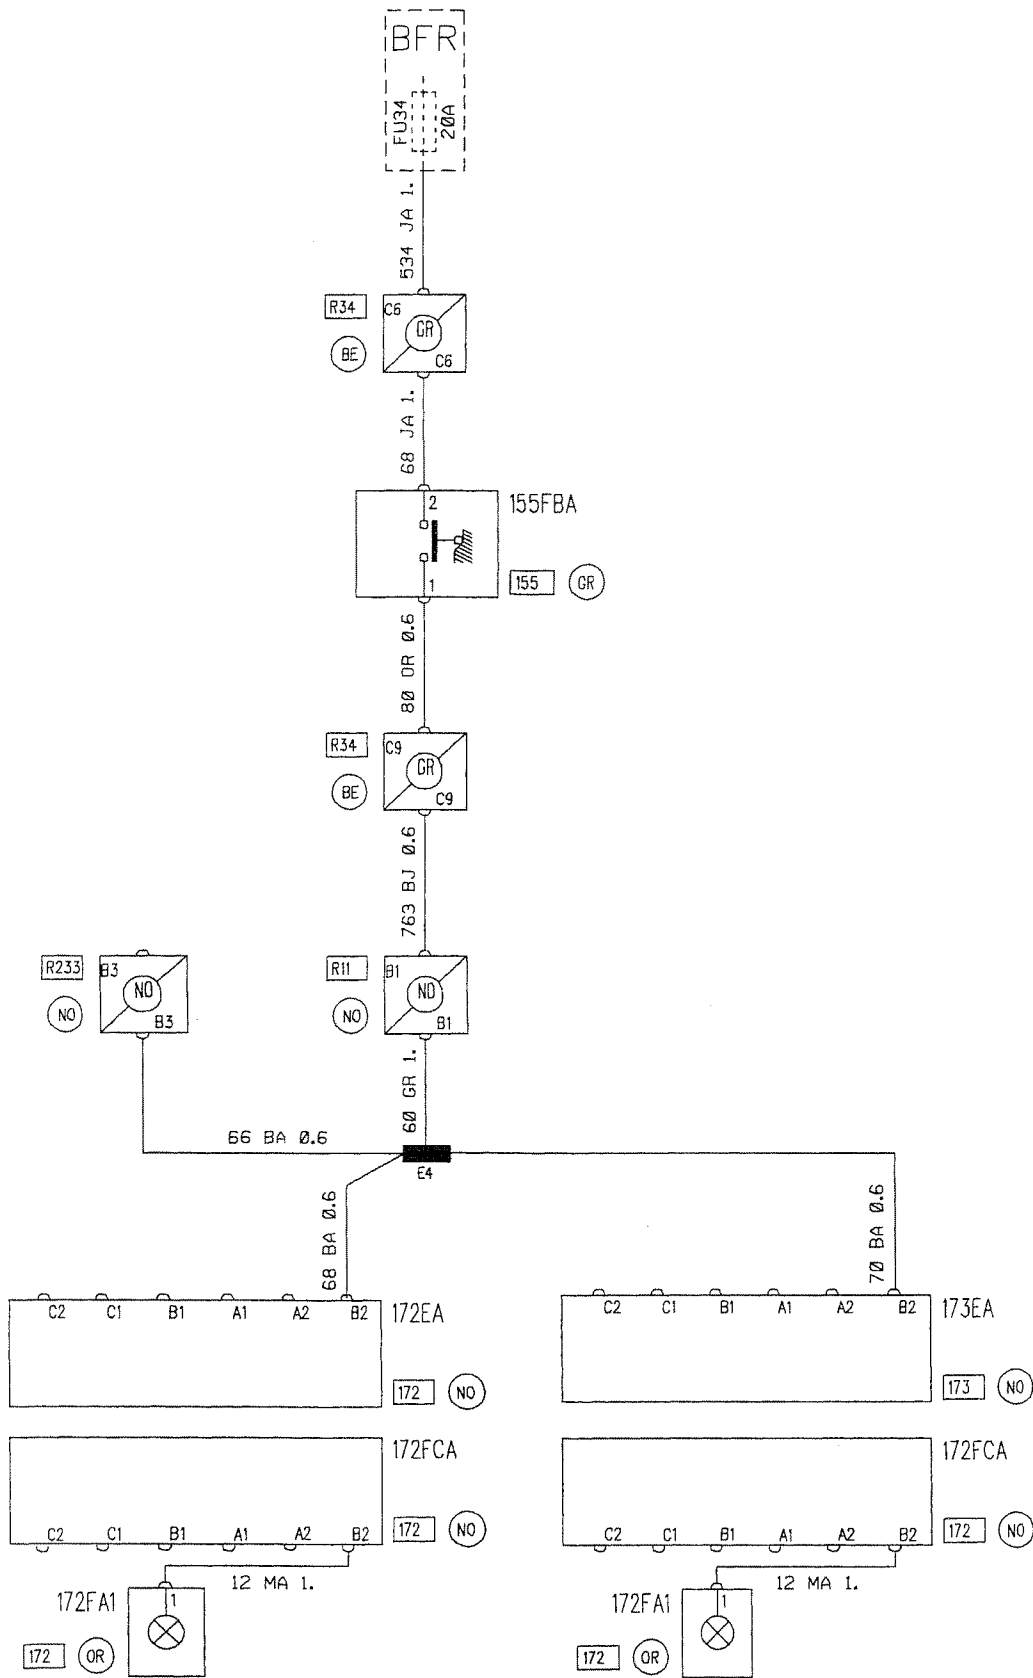 BFR
FU34
20A
534 JA 1.
R34
C6
GR
BE
C6
68 JA 1.
2
155FBA
1
155
GR
80 OR 0.6
R34
C9
GR
BE
C9
763 BJ 0.6
R233
B3
NO
NO
B3
R11
B1
NO
NO
B1
60 GR 1.
66 BA 0.6
E4
68 BA 0.6
70 BA 0.6
C2 C1 B1 A1 A2 B2
172EA
172
NO
C2 C1 B1 A1 A2 B2
173EA
173
NO
172FCA
172
NO
C2 C1 B1 A1 A2 B2
172FCA
172
NO
C2 C1 B1 A1 A2 B2
12 MA 1.
172FA1
1
172
OR
12 MA 1.
172FA1
1
172
OR